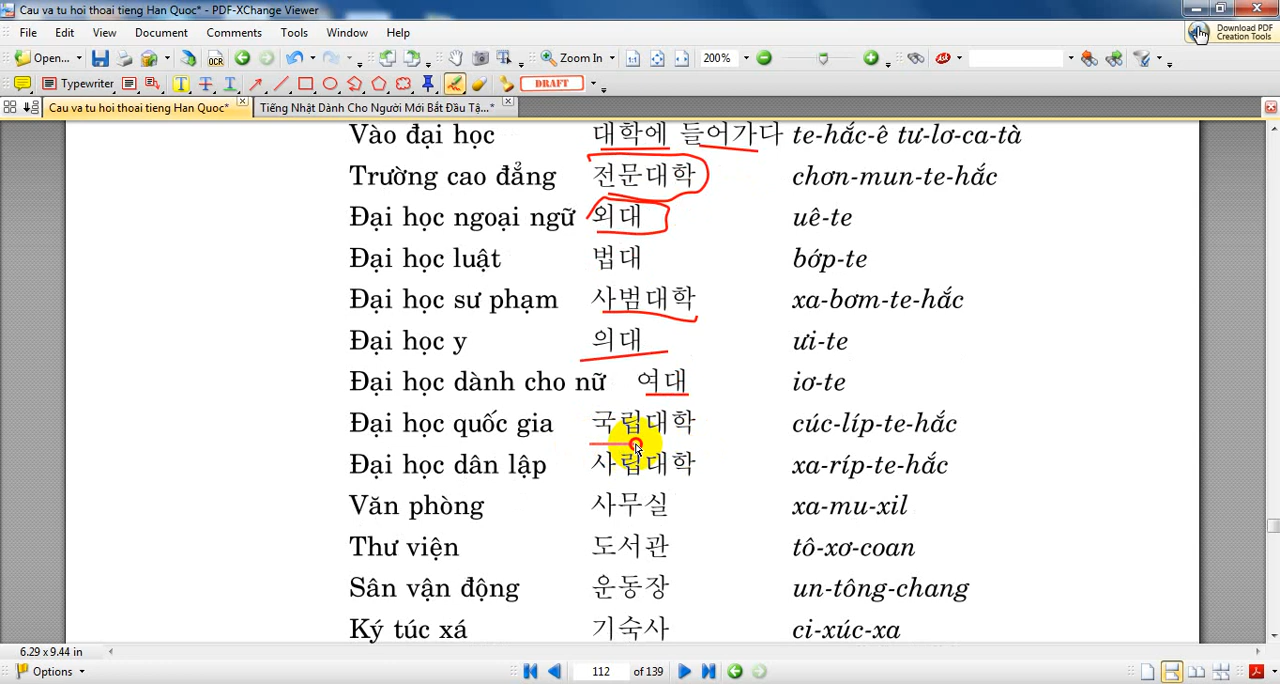 Cau va tu hoi thoai tieng Han Quoc* - PDF-XChange Viewer
File Edit View Document Comments Tools Window Help
Download PDF
Creation Tools
Open... OCR Zoom In 200%
Typewriter DRAFT
Cau va tu hoi thoai tieng Han Quoc* Tiếng Nhật Dành Cho Người Mới Bắt Đầu Tậ...*
Vào đại học 대학에 들어가다 te-hắc-ê tư-lơ-ca-tà
Trường cao đẳng 전문대학 chơn-mun-te-hắc
Đại học ngoại ngữ 외대 uê-te
Đại học luật 법대 bớp-te
Đại học sư phạm 사범대학 xa-bơm-te-hắc
Đại học y 의대 ưi-te
Đại học dành cho nữ 여대 iơ-te
Đại học quốc gia 국립대학 cúc-líp-te-hắc
Đại học dân lập 사립대학 xa-ríp-te-hắc
Văn phòng 사무실 xa-mu-xil
Thư viện 도서관 tô-xơ-coan
Sân vận động 운동장 un-tông-chang
Ký túc xá 기숙사 ci-xúc-xa
6.29 x 9.44 in
Options 112 of 139